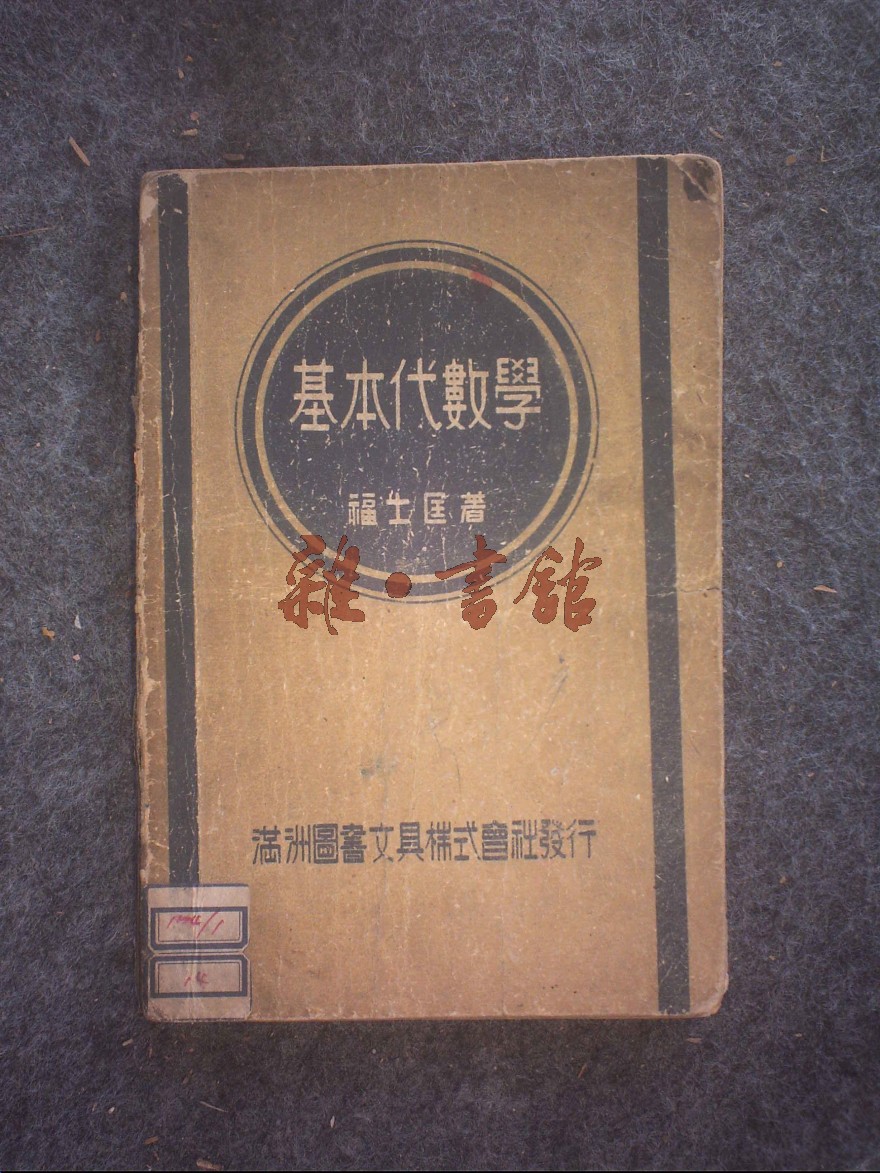 基本代數學
福士匡著
雜·書館
滿洲圖書文具株式會社發行
14